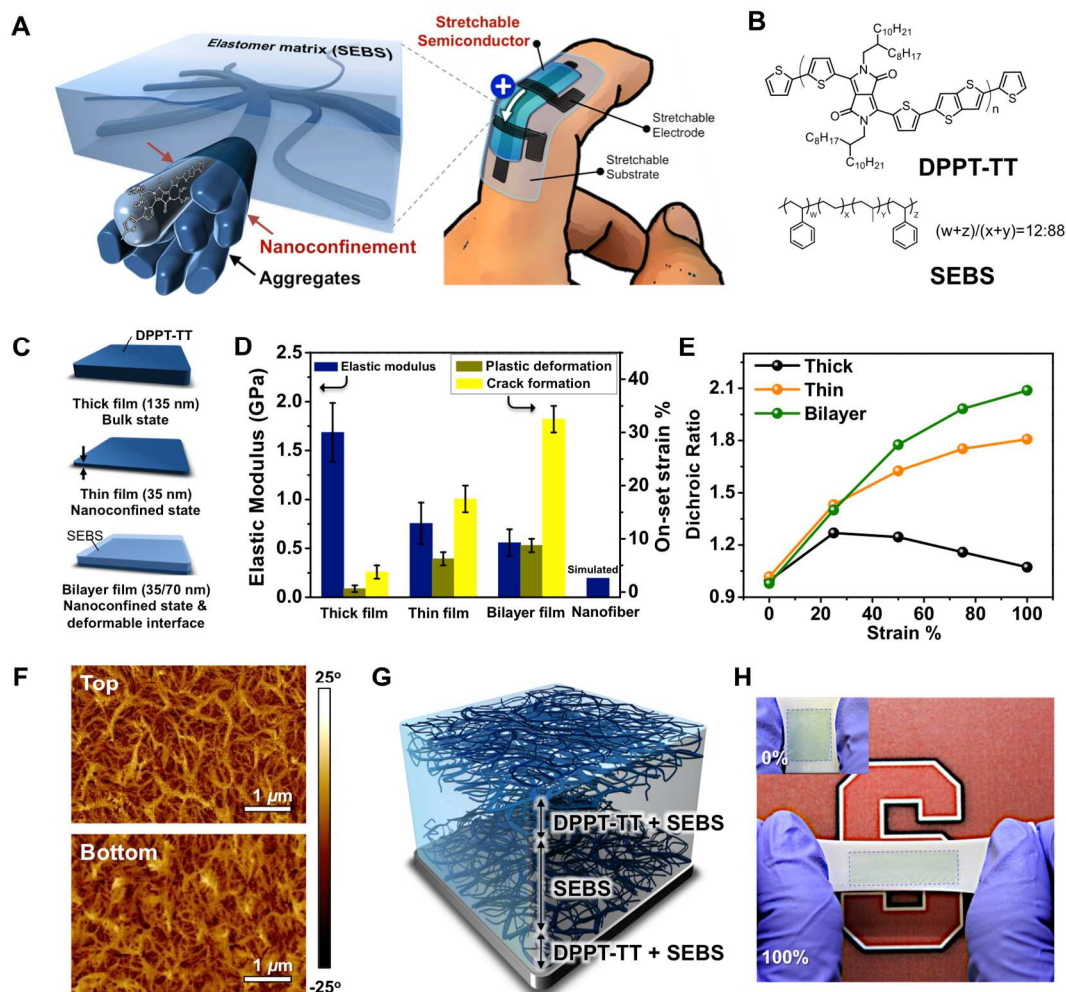 A
Elastomer matrix (SEBS)
Nanoconfinement
Aggregates
Stretchable
Semiconductor
+
Stretchable
Electrode
Stretchable
Substrate
B
C10H21
C8H17
N
O
S
S
S
S
S
S
n
O
N
C8H17
C10H21
DPPT-TT
w x y z
(w+z)/(x+y)=12:88
SEBS
C
DPPT-TT
Thick film (135 nm)
Bulk state
Thin film (35 nm)
Nanoconfined state
SEBS
Bilayer film (35/70 nm)
Nanoconfined state &
deformable interface
D
Elastic Modulus (GPa)
2.5
2.0
1.5
1.0
0.5
0.0
Elastic modulus
Plastic deformation
Crack formation
Simulated
Thick film Thin film Bilayer film Nanofiber
40
30
20
10
0
On-set strain %
E
Dichroic Ratio
2.1
1.8
1.5
1.2
0.9
Thick
Thin
Bilayer
0 25 50 75 100
Strain %
F
Top
1 µm
Bottom
1 µm
25°
-25°
G
DPPT-TT + SEBS
SEBS
DPPT-TT + SEBS
H
0%
100%